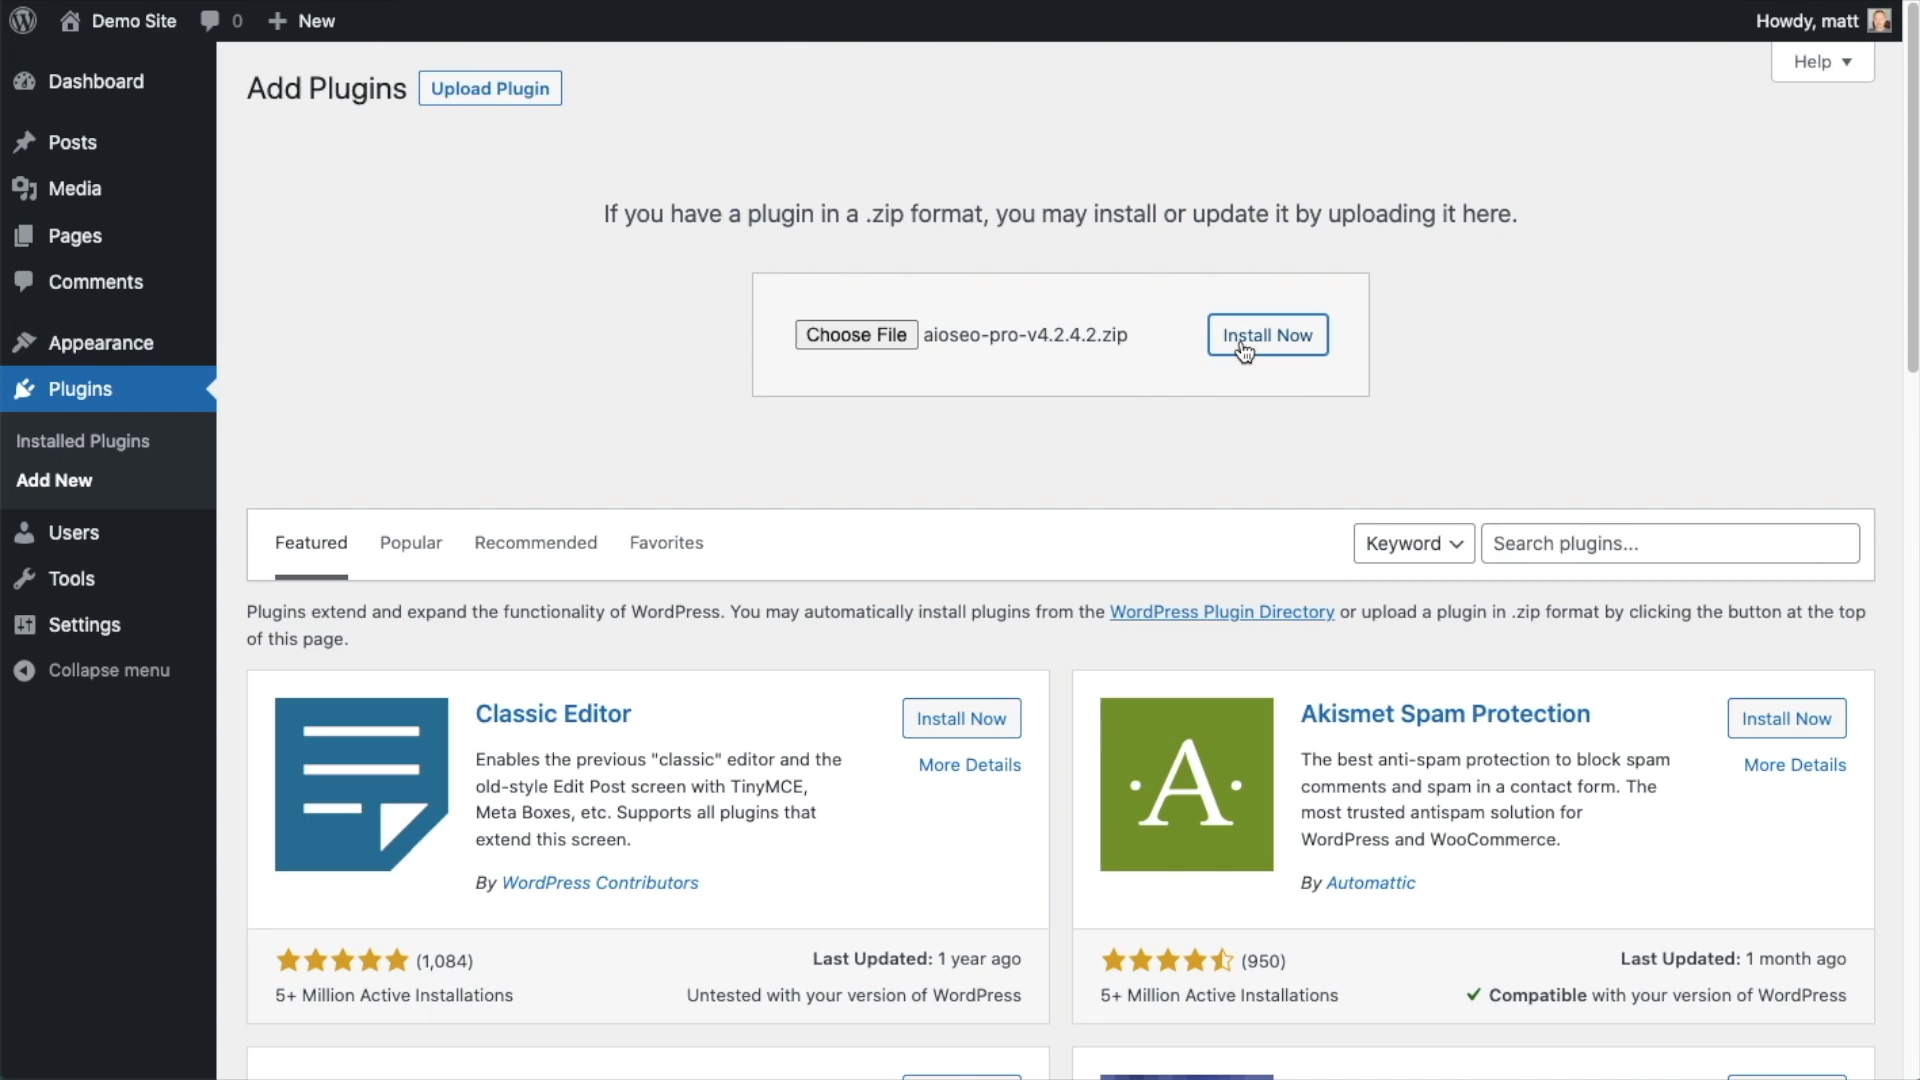 Demo Site
0
New
Howdy, matt
Help
Dashboard
Posts
Media
Pages
Comments
Appearance
Plugins
Installed Plugins
Add New
Users
Tools
Settings
Collapse menu
Add Plugins
Upload Plugin
If you have a plugin in a .zip format, you may install or update it by uploading it here.
Choose File aioseo-pro-v4.2.4.2.zip
Install Now
Featured
Popular
Recommended
Favorites
Keyword
Search plugins...
Plugins extend and expand the functionality of WordPress. You may automatically install plugins from the WordPress Plugin Directory or upload a plugin in .zip format by clicking the button at the top
of this page.
Classic Editor
Install Now
More Details
Enables the previous "classic" editor and the
old-style Edit Post screen with TinyMCE,
Meta Boxes, etc. Supports all plugins that
extend this screen.
By WordPress Contributors
(1,084)
Last Updated: 1 year ago
5+ Million Active Installations
Untested with your version of WordPress
A
Akismet Spam Protection
Install Now
More Details
The best anti-spam protection to block spam
comments and spam in a contact form. The
most trusted antispam solution for
WordPress and WooCommerce.
By Automattic
(950)
Last Updated: 1 month ago
5+ Million Active Installations
Compatible with your version of WordPress